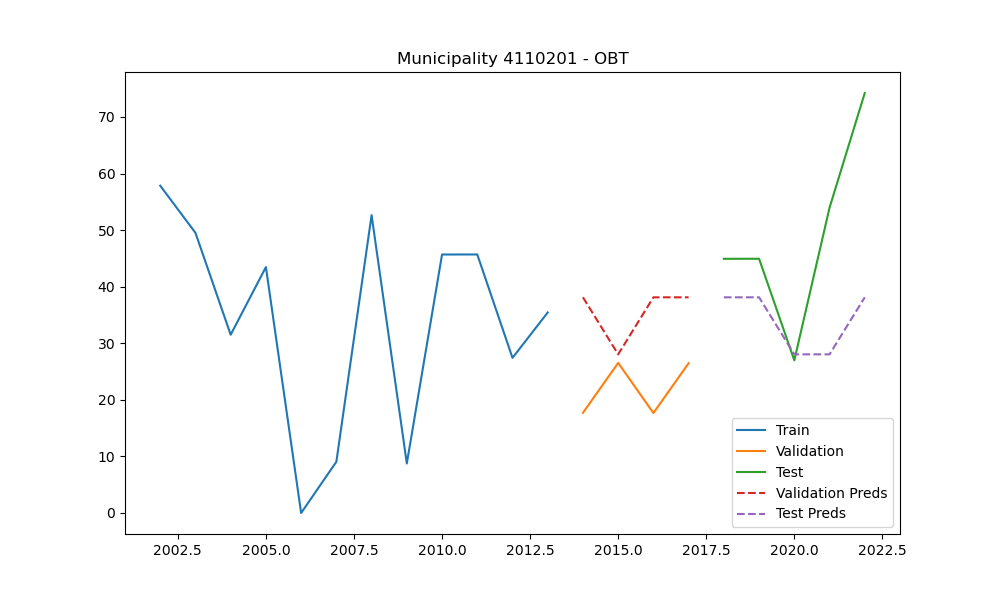 Municipality 4110201 - OBT
70
60
50
40
30
20
10
0
2002.5 2005.0 2007.5 2010.0 2012.5 2015.0 2017.5 2020.0 2022.5
Train
Validation
Test
Validation Preds
Test Preds